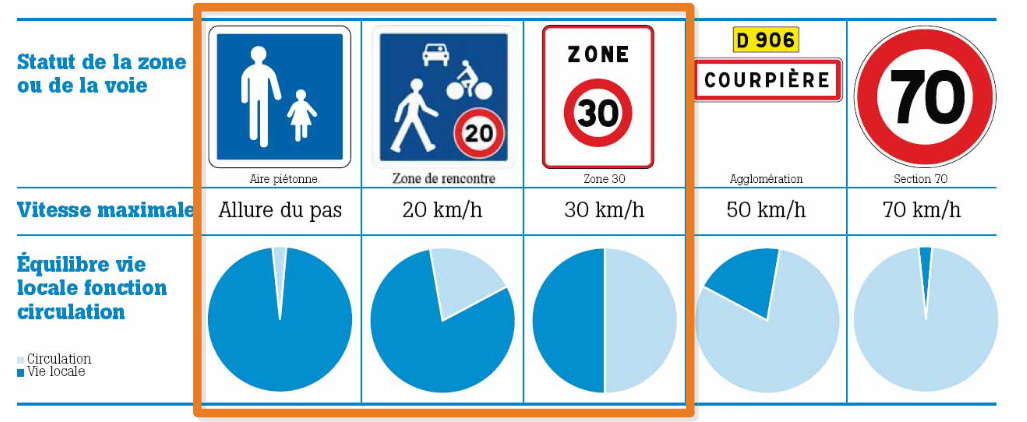 Statut de la zone
ou de la voie
Aire piétonne
20
Zone de rencontre
ZONE
30
Zone 30
D 906
COURPIÈRE
Agglomération
70
Section 70
Vitesse maximale
Allure du pas
20 km/h
30 km/h
50 km/h
70 km/h
Équilibre vie
locale fonction
circulation
Circulation
Vie locale